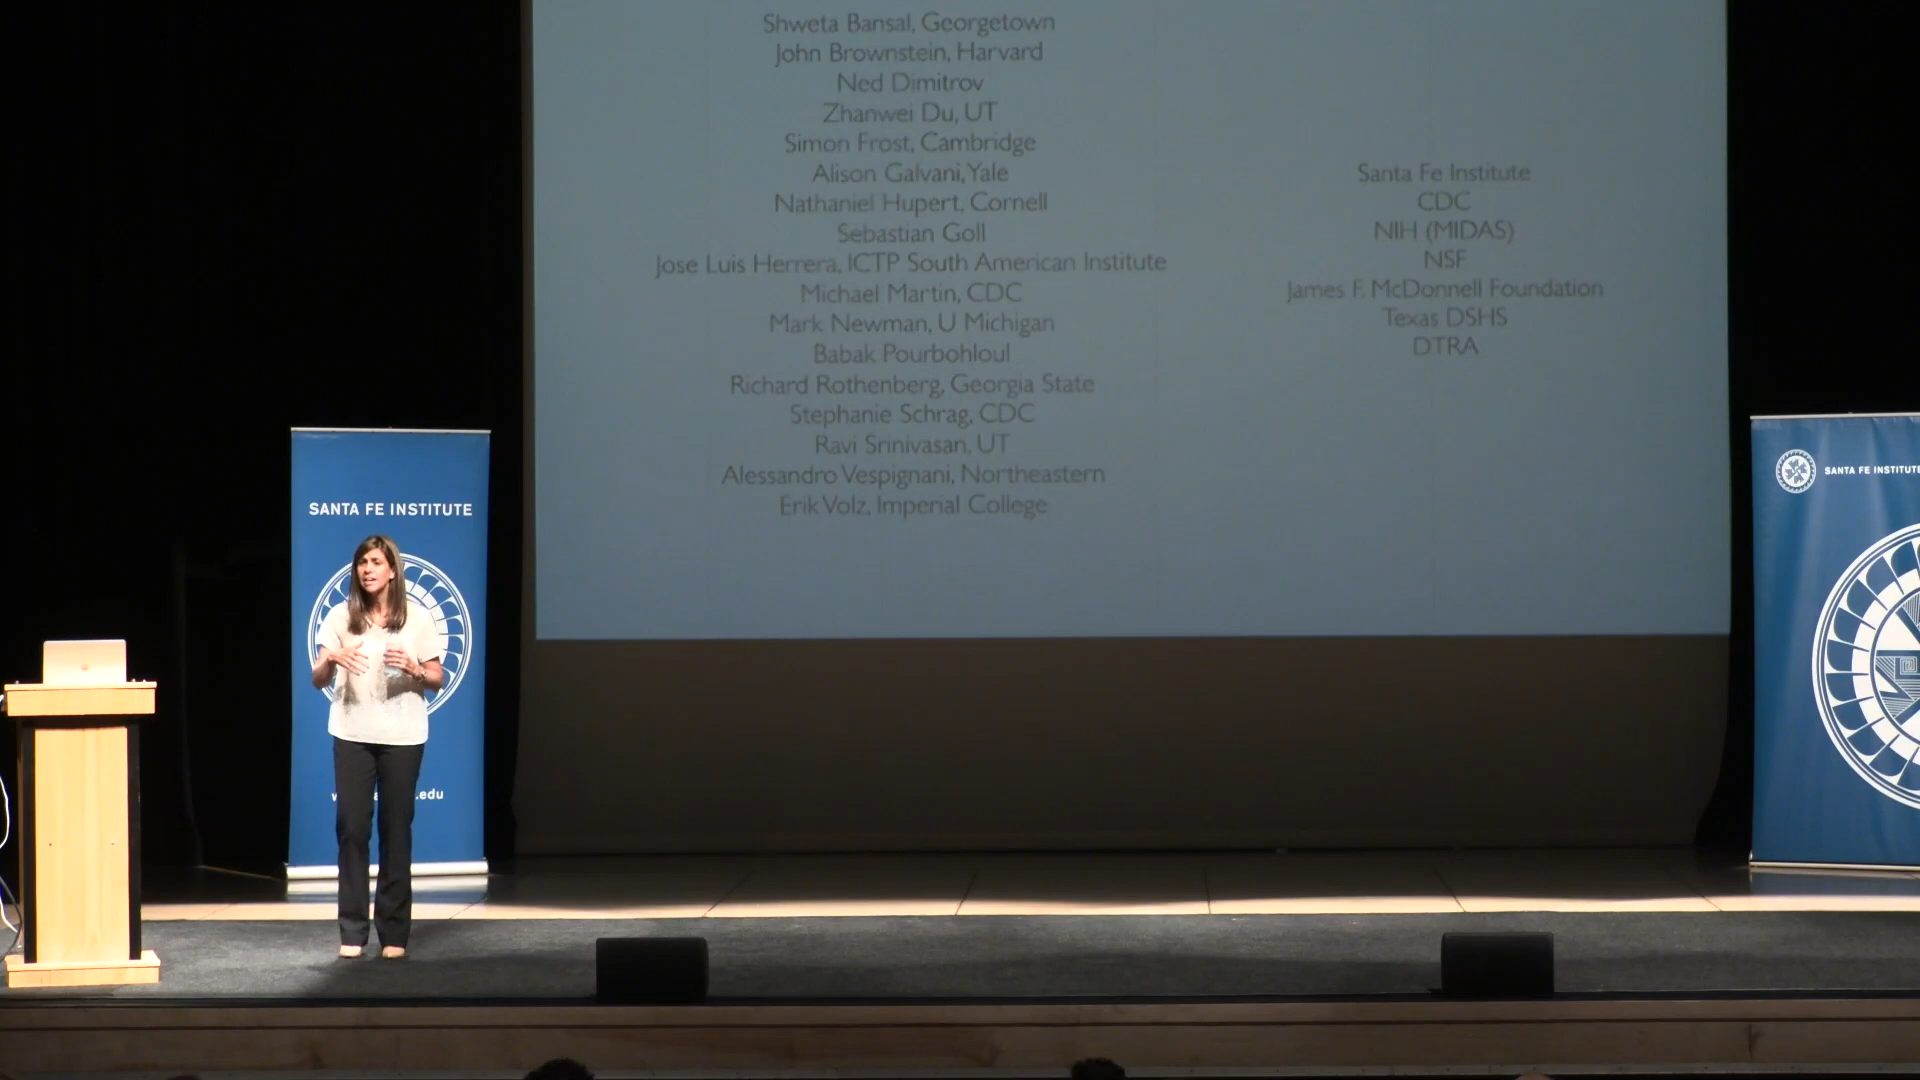 Shweta Bansal, Georgetown
John Brownstein, Harvard
Ned Dimitrov
Zhanwei Du, UT
Simon Frost, Cambridge
Alison Galvani, Yale
Nathaniel Hupert, Cornell
Sebastian Goll
Jose Luis Herrera, ICTP South American Institute
Michael Martin, CDC
Mark Newman, U Michigan
Babak Pourbohloul
Richard Rothenberg, Georgia State
Stephanie Schrag, CDC
Ravi Srinivasan, UT
Alessandro Vespignani, Northeastern
Erik Volz, Imperial College
Santa Fe Institute
CDC
NIH (MIDAS)
NSF
James F. McDonnell Foundation
Texas DSHS
DTRA
SANTA FE INSTITUTE
.edu
SANTA FE INSTITUTE